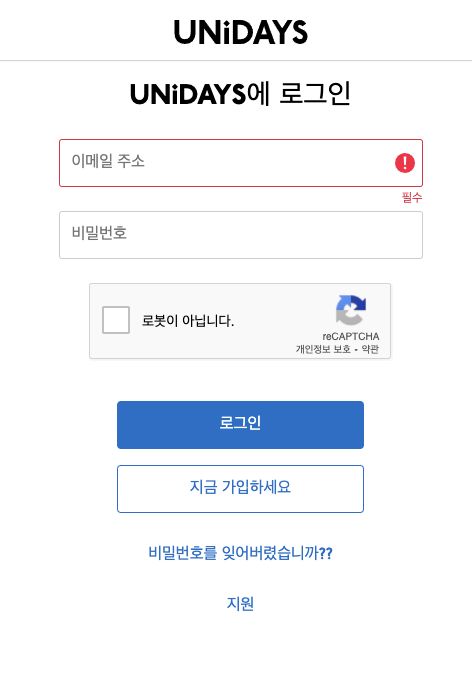 UNiDAYS
UNiDAYS에 로그인
이메일 주소
필수
비밀번호
로봇이 아닙니다.
reCAPTCHA
개인정보 보호 - 약관
로그인
지금 가입하세요
비밀번호를 잊어버렸습니까??
지원